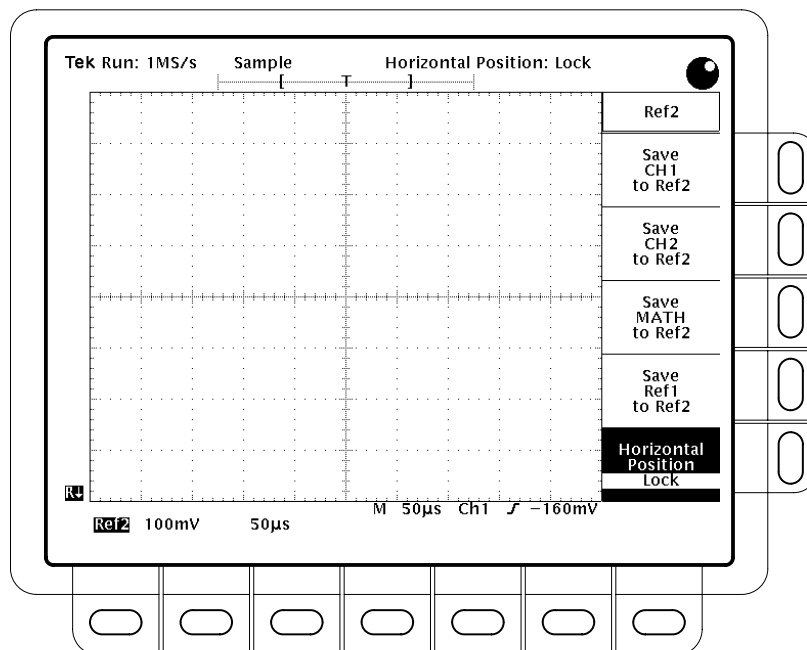 Tek Run: 1MS/s Sample Horizontal Position: Lock
[ T ]
Ref2
Save
CH1
to Ref2
Save
CH2
to Ref2
Save
MATH
to Ref2
Save
Ref1
to Ref2
Horizontal
Position
Lock
R↓
M 50µs Ch1 ƒ −160mV
Ref2 100mV 50µs